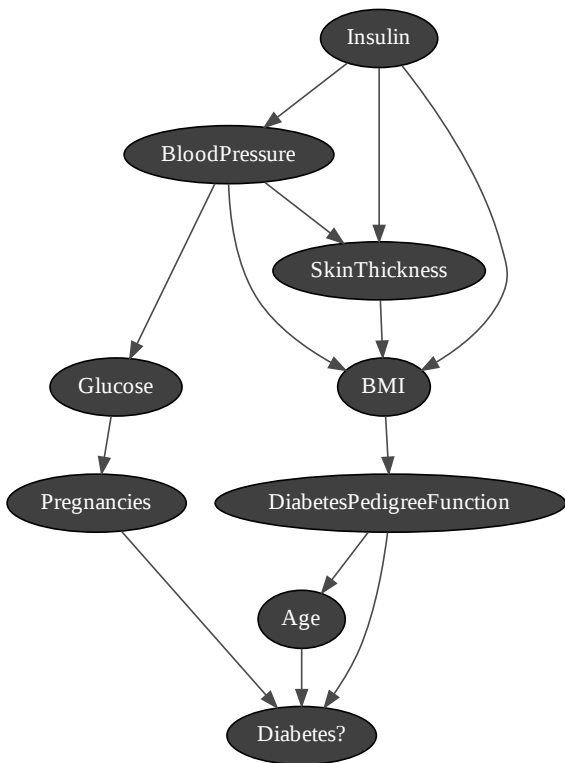 Insulin
BloodPressure
SkinThickness
Glucose
BMI
Pregnancies
DiabetesPedigreeFunction
Age
Diabetes?